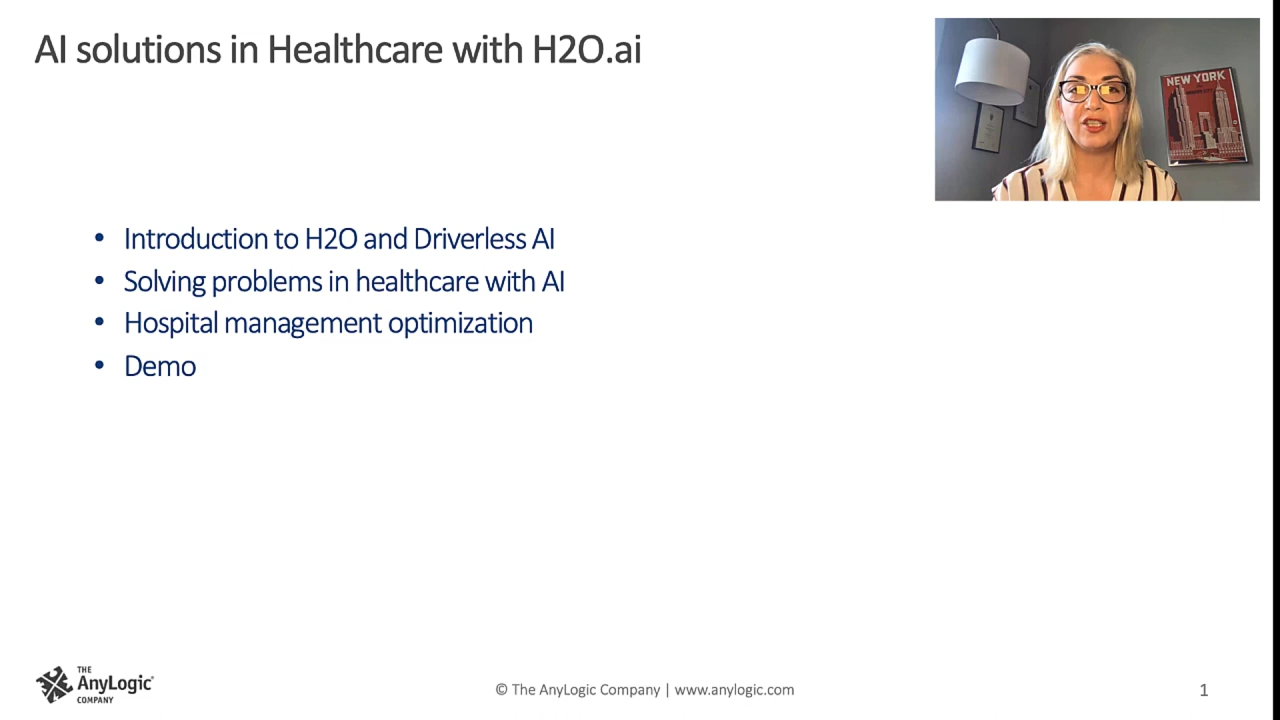 AI solutions in Healthcare with H2O.ai
NEW YORK
• Introduction to H2O and Driverless AI
• Solving problems in healthcare with AI
• Hospital management optimization
• Demo
THE
AnyLogic
COMPANY
© The AnyLogic Company | www.anylogic.com
1